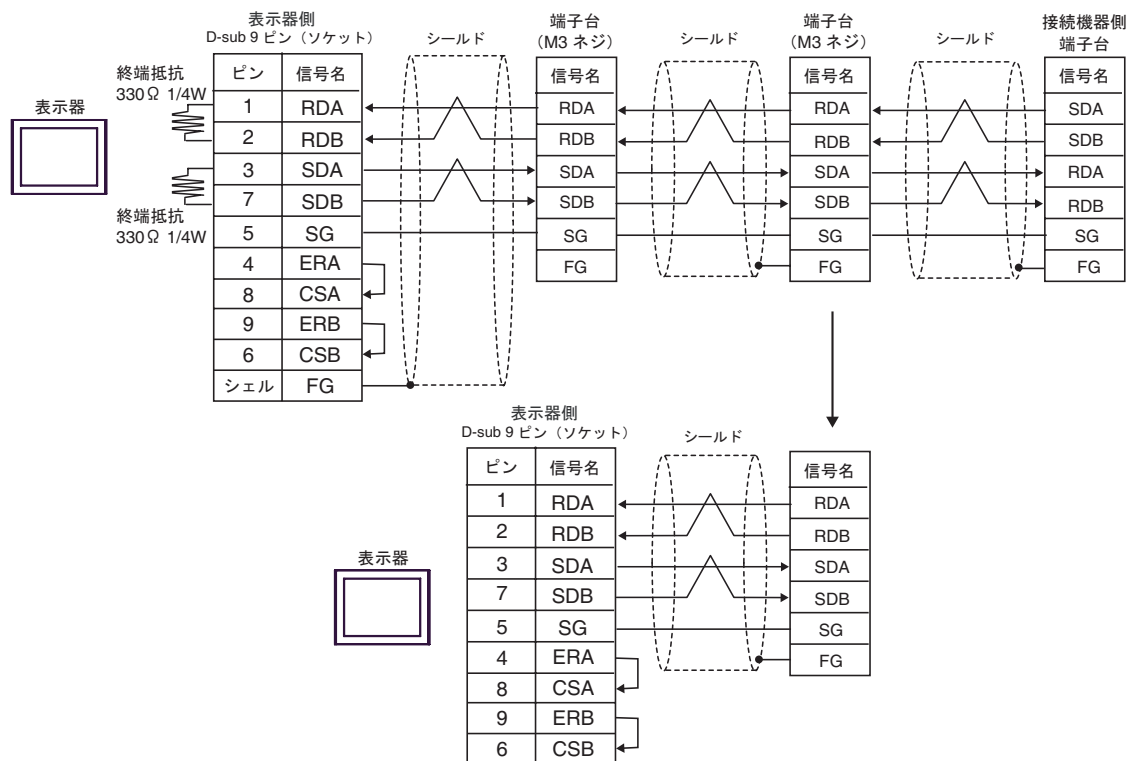 表示器側
D-sub 9 ピン（ソケット）
シールド
端子台
（M3 ネジ）
シールド
端子台
（M3 ネジ）
シールド
接続機器側
端子台
終端抵抗
330Ω 1/4W
表示器
終端抵抗
330Ω 1/4W
ピン 信号名
1 RDA
2 RDB
3 SDA
7 SDB
5 SG
4 ERA
8 CSA
9 ERB
6 CSB
シェル FG
信号名
RDA
RDB
SDA
SDB
SG
FG
信号名
RDA
RDB
SDA
SDB
SG
FG
信号名
SDA
SDB
RDA
RDB
SG
FG
表示器側
D-sub 9 ピン（ソケット）
シールド
表示器
ピン 信号名
1 RDA
2 RDB
3 SDA
7 SDB
5 SG
4 ERA
8 CSA
9 ERB
6 CSB
信号名
RDA
RDB
SDA
SDB
SG
FG